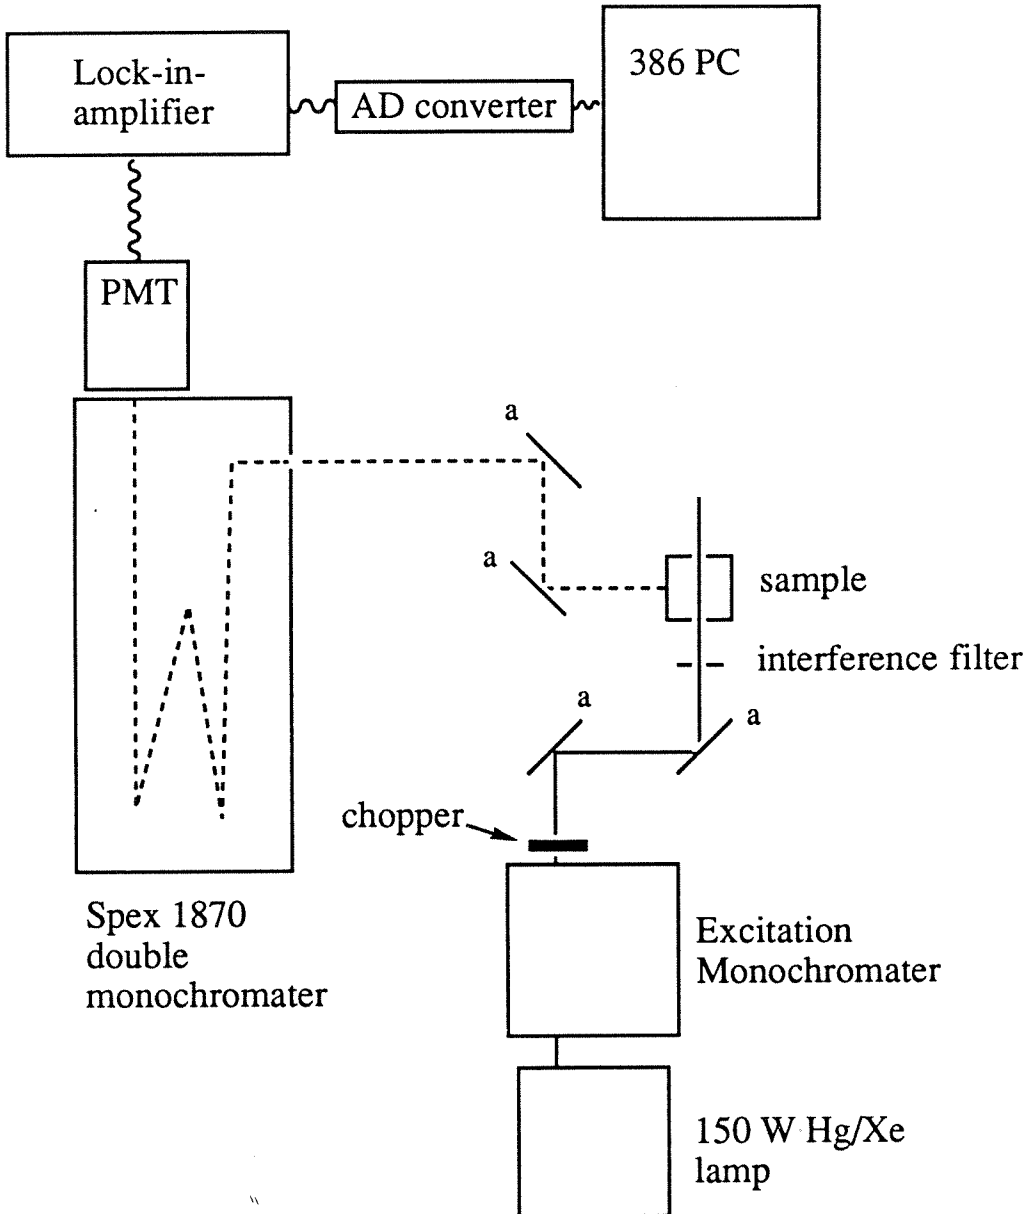 Lock-in-
amplifier
AD converter
386 PC
PMT
a
a
sample
interference filter
a
a
chopper
Spex 1870
double
monochromater
Excitation
Monochromater
150 W Hg/Xe
lamp